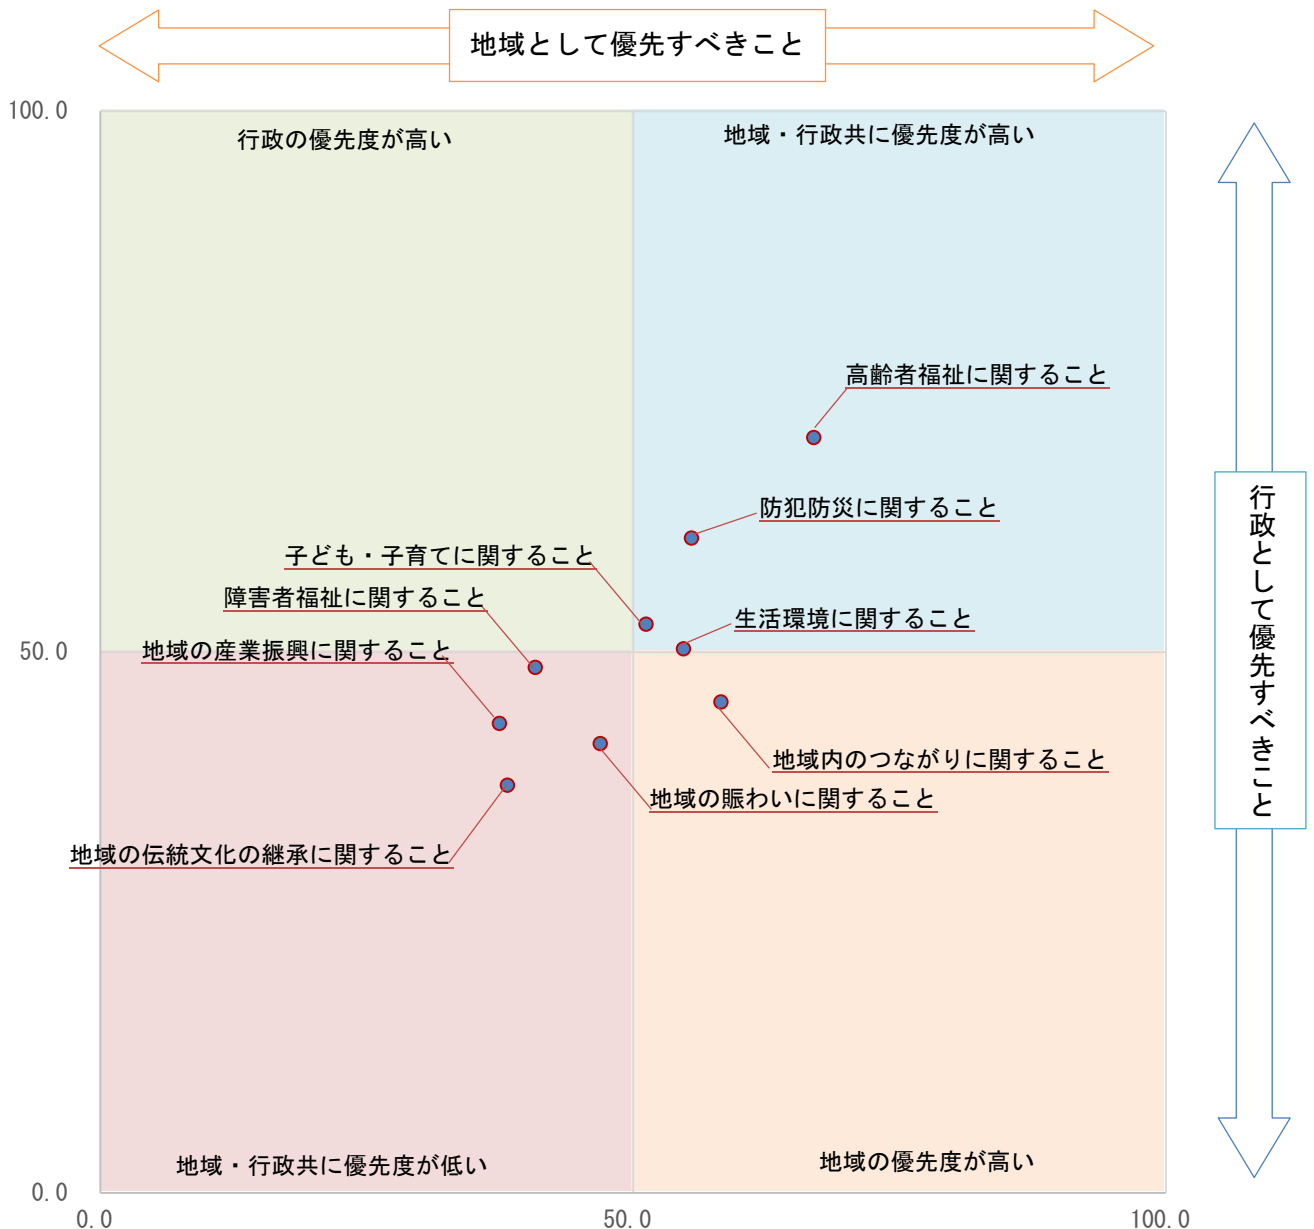 地域として優先すべきこと
100.0
行政の優先度が高い
地域・行政共に優先度が高い
高齢者福祉に関すること
防犯防災に関すること
行政として優先すべきこと
子ども・子育てに関すること
障害者福祉に関すること
生活環境に関すること
50.0
地域の産業振興に関すること
地域内のつながりに関すること
地域の賑わいに関すること
地域の伝統文化の継承に関すること
地域・行政共に優先度が低い
地域の優先度が高い
0.0
0.0
50.0
100.0